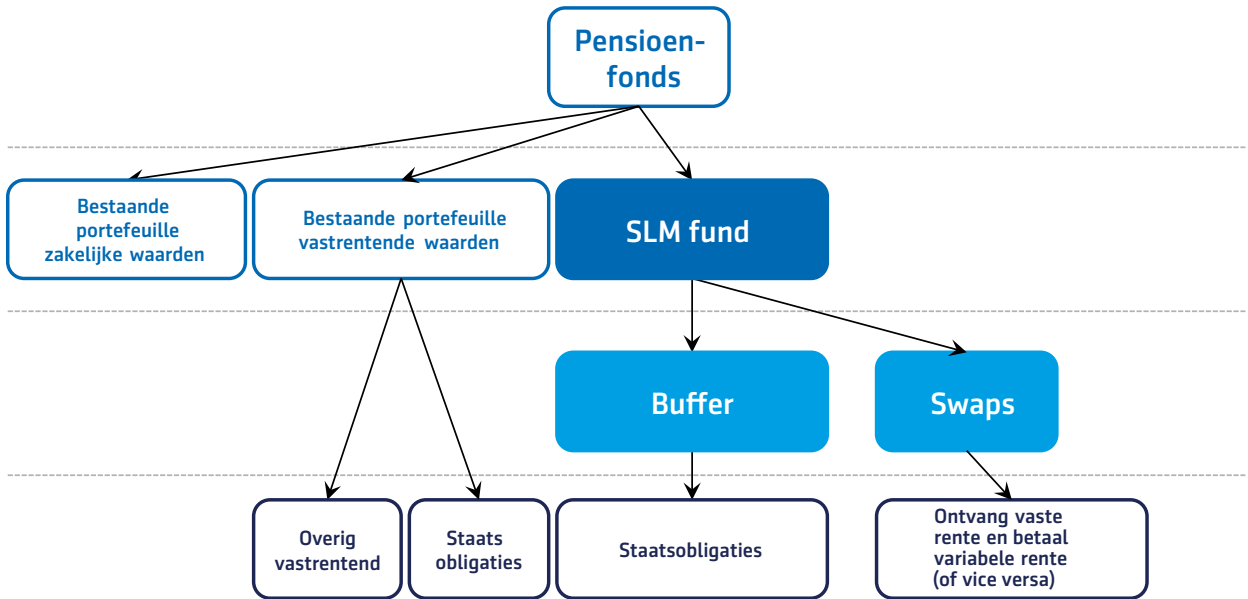 Pensioen-
fonds
Bestaande
portefeuille
zakelijke waarden
Bestaande portefeuille
vastrentende waarden
SLM fund
Buffer
Swaps
Overig
vastrentend
Staats
obligaties
Staatsobligaties
Ontvang vaste
rente en betaal
variabele rente
(of vice versa)